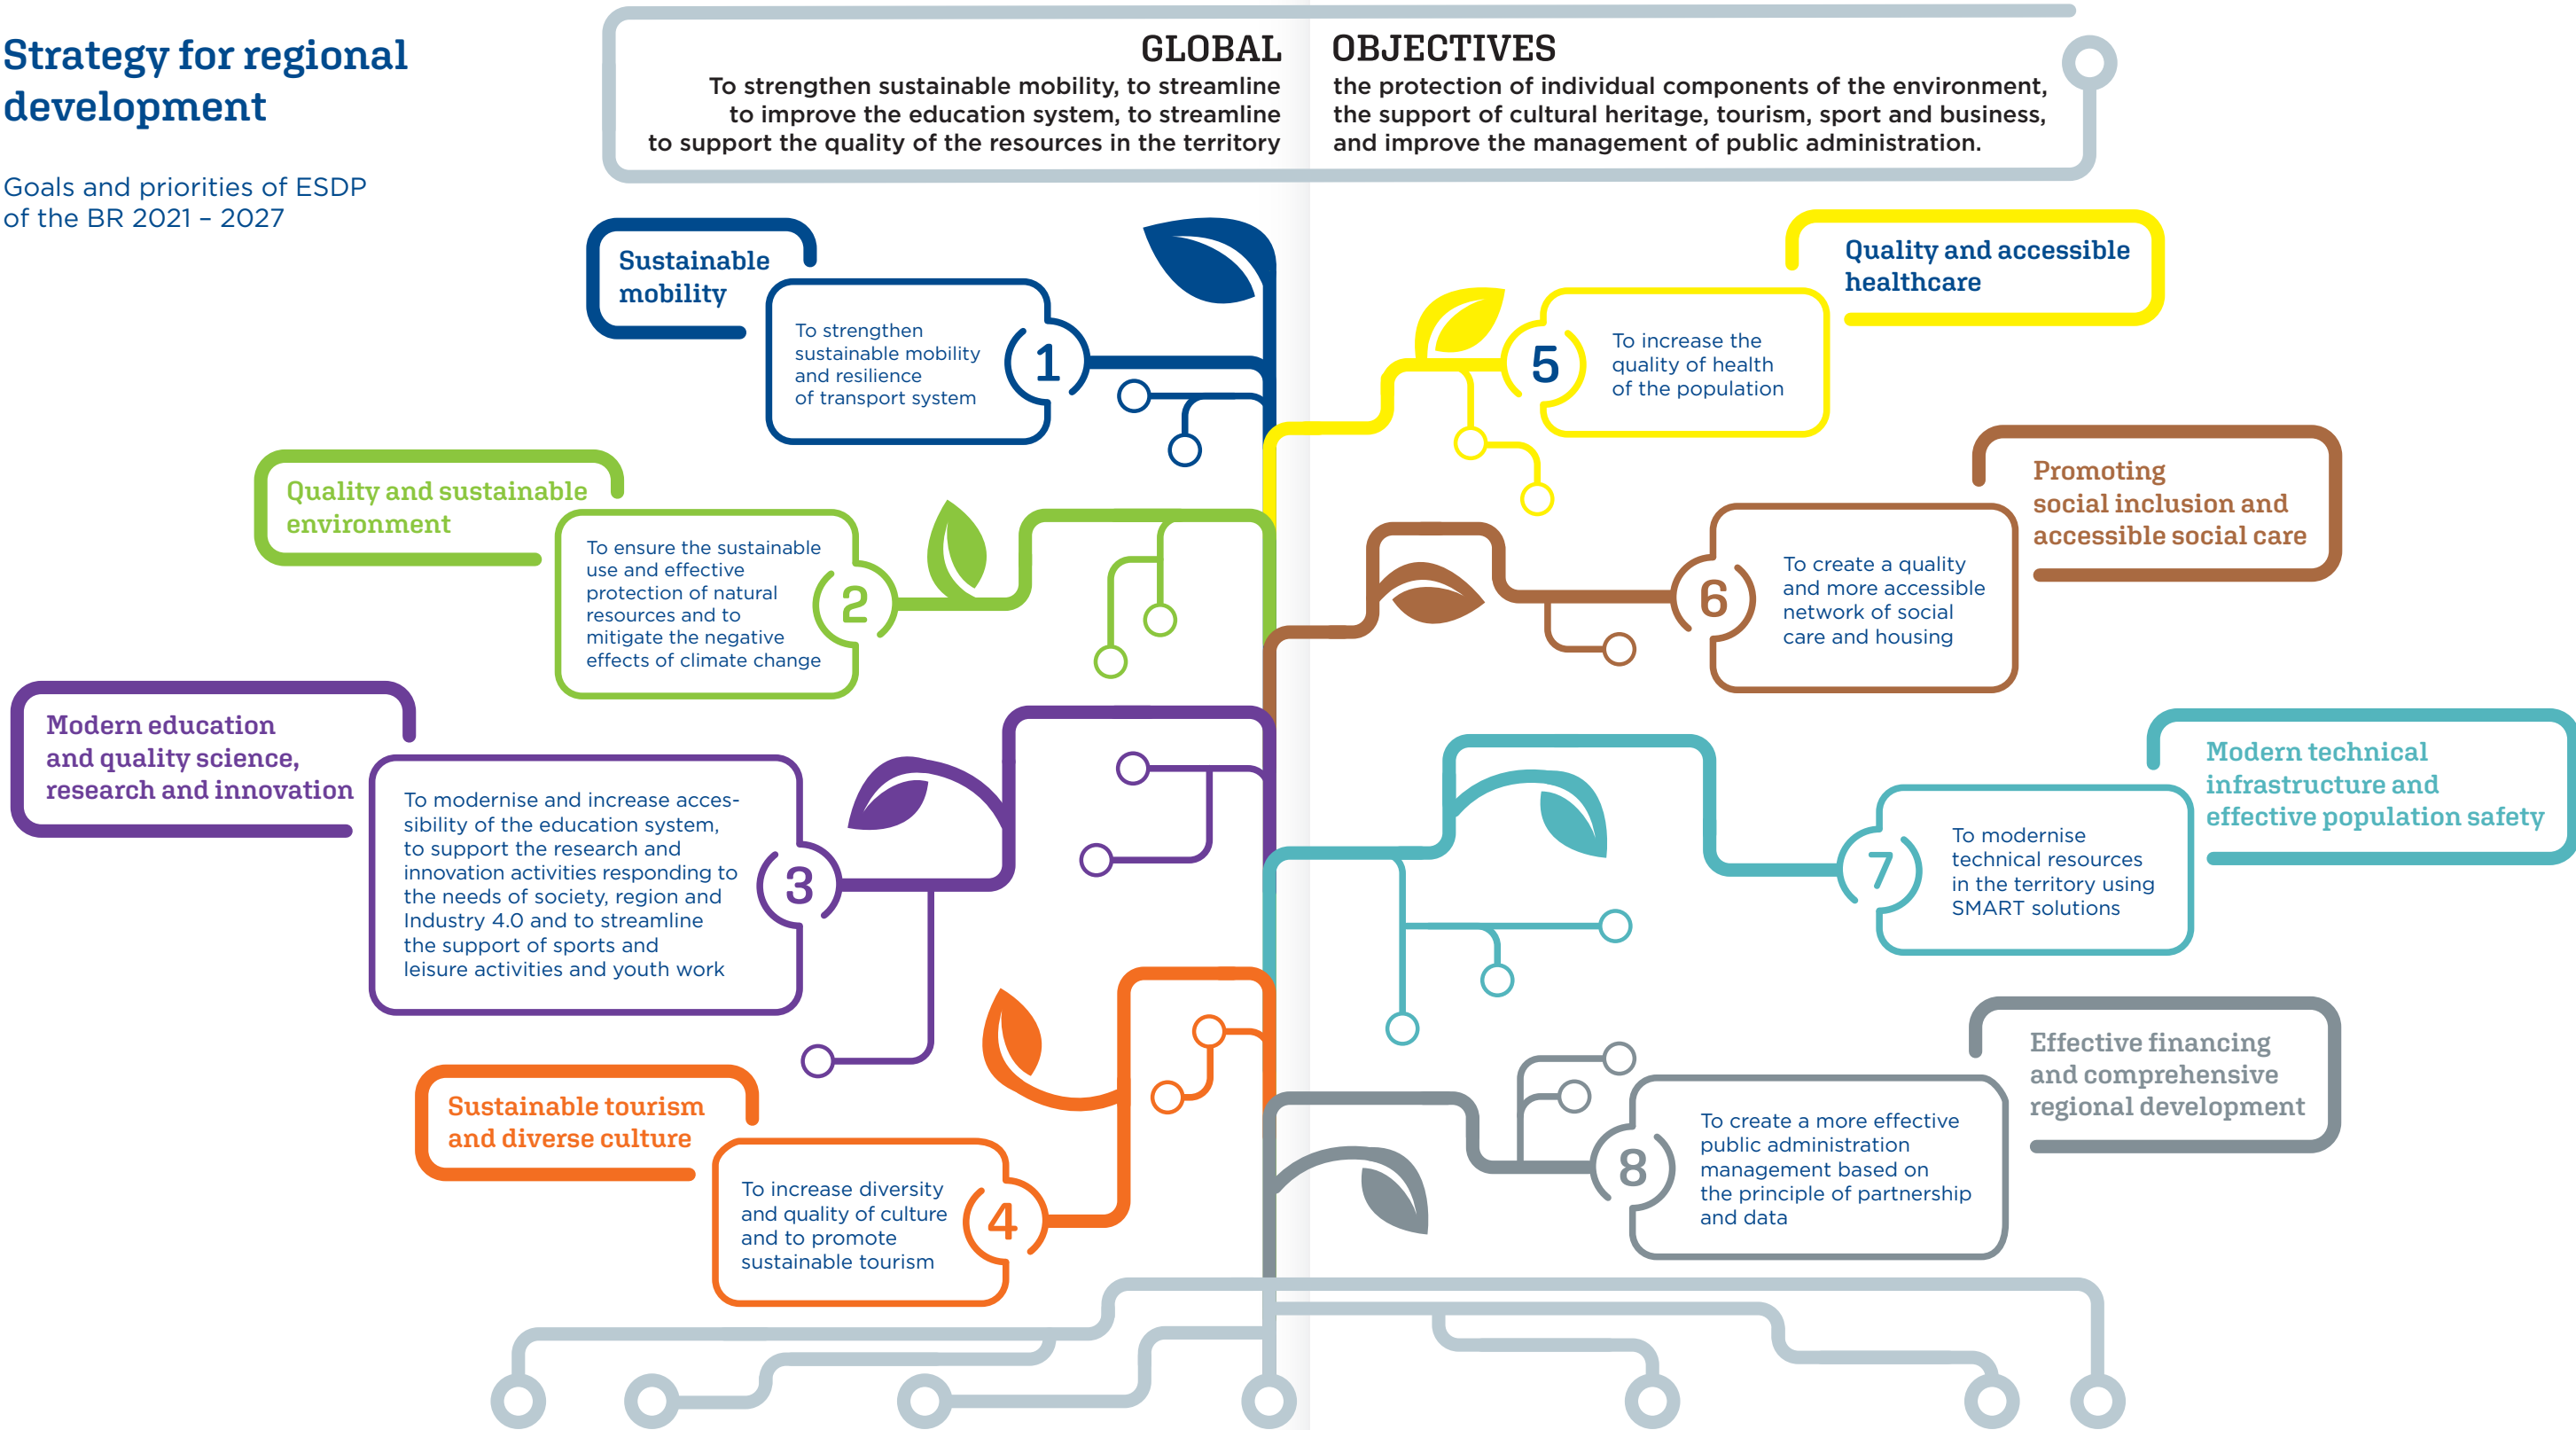 Strategy for regional
development
Goals and priorities of ESDP
of the BR 2021 – 2027
GLOBAL OBJECTIVES
To strengthen sustainable mobility, to streamline the protection of individual components of the environment,
to improve the education system, to streamline the support of cultural heritage, tourism, sport and business,
to support the quality of the resources in the territory and improve the management of public administration.
Sustainable
mobility
To strengthen
sustainable mobility
and resilience
of transport system
1
Quality and sustainable
environment
To ensure the sustainable
use and effective
protection of natural
resources and to
mitigate the negative
effects of climate change
2
Modern education
and quality science,
research and innovation
To modernise and increase acces-
sibility of the education system,
to support the research and
innovation activities responding to
the needs of society, region and
Industry 4.0 and to streamline
the support of sports and
leisure activities and youth work
3
Sustainable tourism
and diverse culture
To increase diversity
and quality of culture
and to promote
sustainable tourism
4
Quality and accessible
healthcare
5
To increase the
quality of health
of the population
Promoting
social inclusion and
accessible social care
6
To create a quality
and more accessible
network of social
care and housing
Modern technical
infrastructure and
effective population safety
7
To modernise
technical resources
in the territory using
SMART solutions
Effective financing
and comprehensive
regional development
8
To create a more effective
public administration
management based on
the principle of partnership
and data